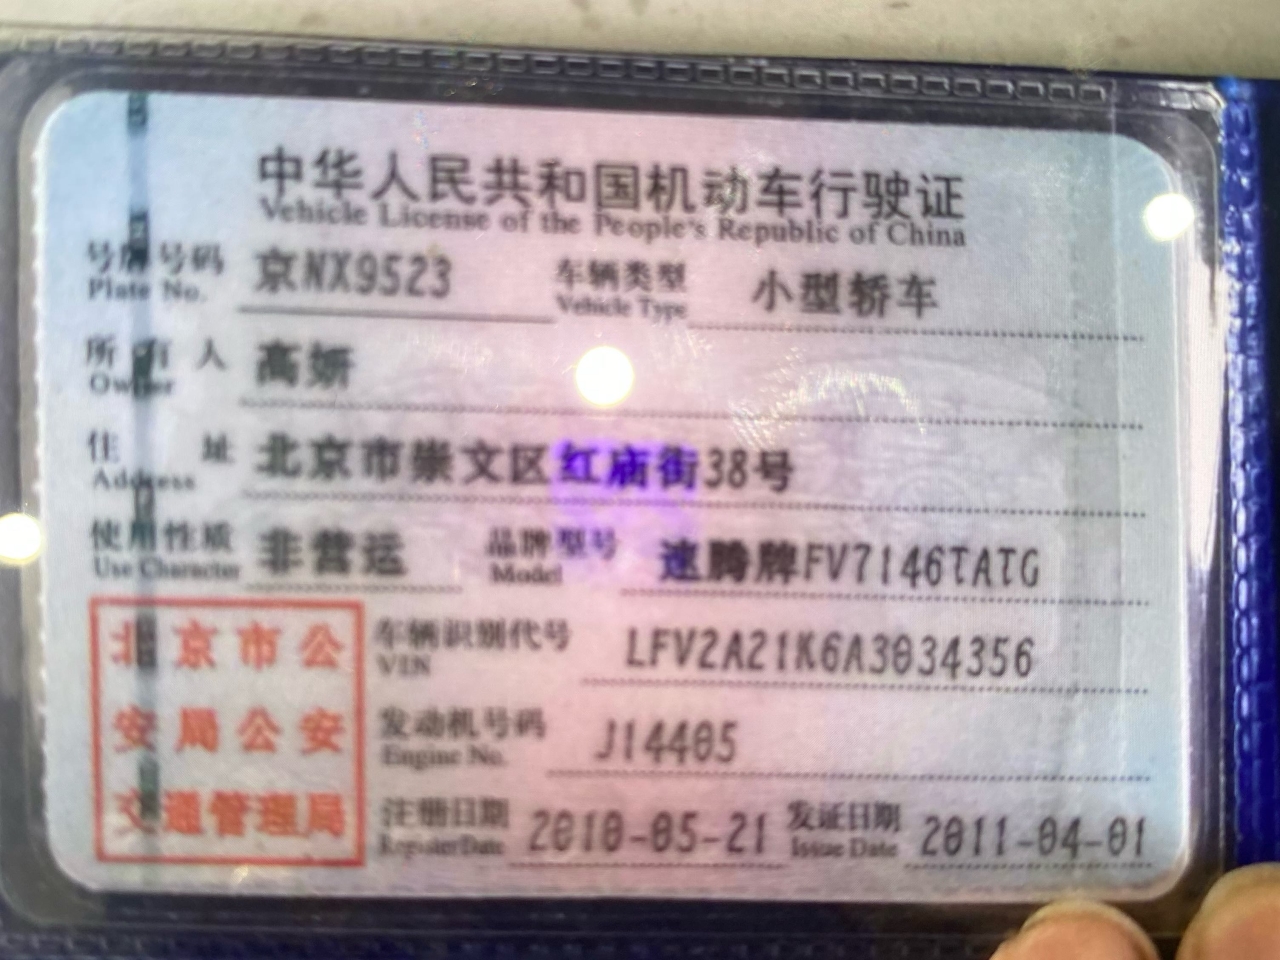 中华人民共和国机动车行驶证
Vehicle License of the People's Republic of China
号牌号码 京NX9523 车辆类型 小型轿车
Plate No. Vehicle Type
所有人 高妍
Owner
住址 北京市崇文区红庙街38号
Address
使用性质 非营运 品牌型号 速腾牌FV7146TATG
Use Character Model
北京市公
安局公安
交通管理局
车辆识别代号 LFV2A21K6A3034356
VIN
发动机号码 J14405
Engine No.
注册日期 2010-05-21 发证日期 2011-04-01
Register Date Issue Date